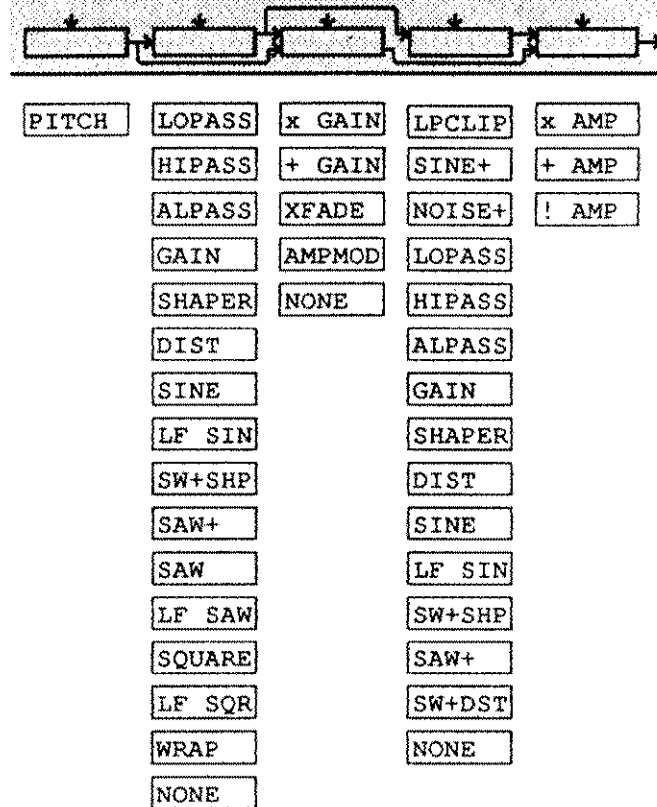 PITCH LOPASS x GAIN LPCLIP x AMP
HIPASS + GAIN SINE+ + AMP
ALPASS XFADE NOISE+ ! AMP
GAIN AMPMOD LOPASS
SHAPER NONE HIPASS
DIST ALPASS
SINE GAIN
LF SIN SHAPER
SW+SHP DIST
SAW+ SINE
SAW LF SIN
LF SAW SW+SHP
SQUARE SAW+
LF SQR SW+DST
WRAP NONE
NONE